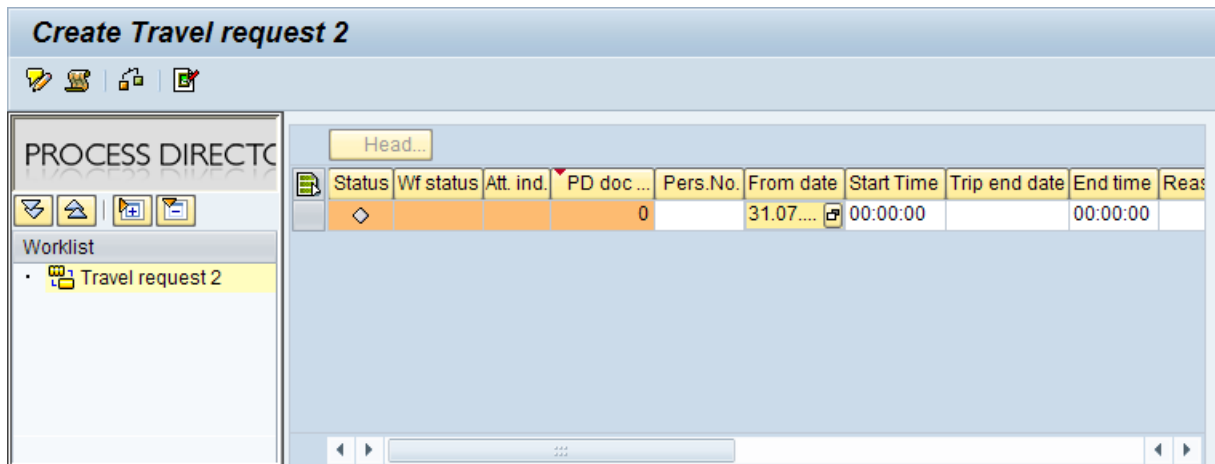 Create Travel request 2
PROCESS DIRECTO
Head...
Status Wf status Att. ind. PD doc ... Pers.No. From date Start Time Trip end date End time Reas
0 31.07.... 00:00:00 00:00:00
Worklist
Travel request 2